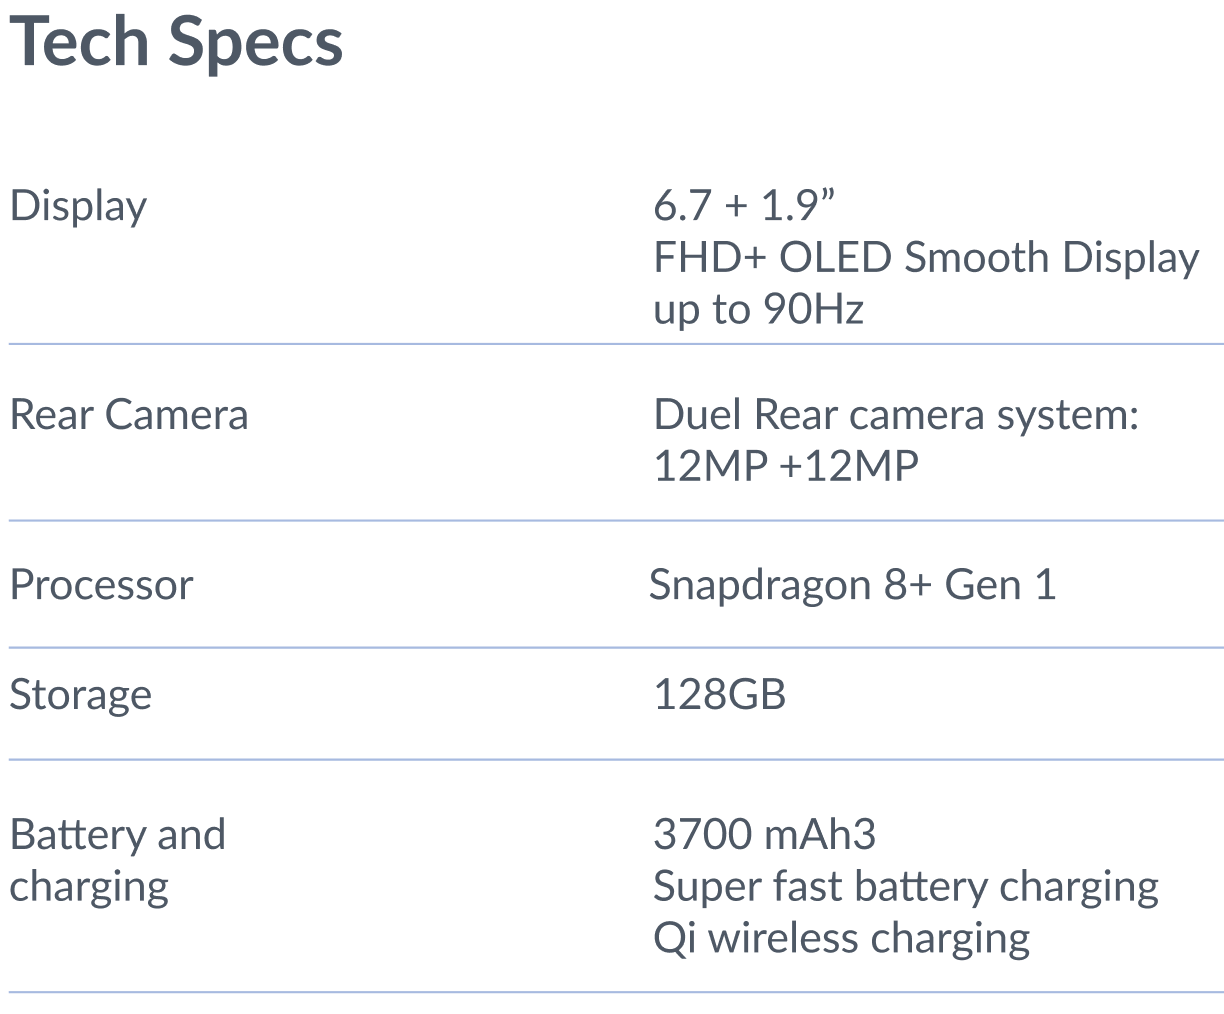 Tech Specs
Display
6.7 + 1.9”
FHD+ OLED Smooth Display
up to 90Hz
Rear Camera
Duel Rear camera system:
12MP +12MP
Processor
Snapdragon 8+ Gen 1
Storage
128GB
Battery and
charging
3700 mAh3
Super fast battery charging
Qi wireless charging